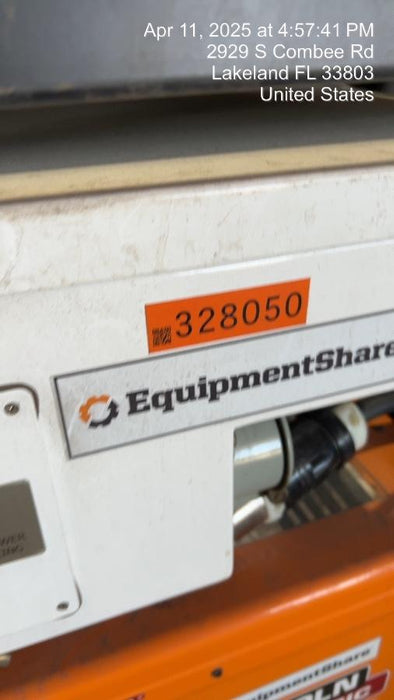 Apr 11, 2025 at 4:57:41 PM
2929 S Combee Rd
Lakeland FL 33803
United States
328050
EquipmentShare